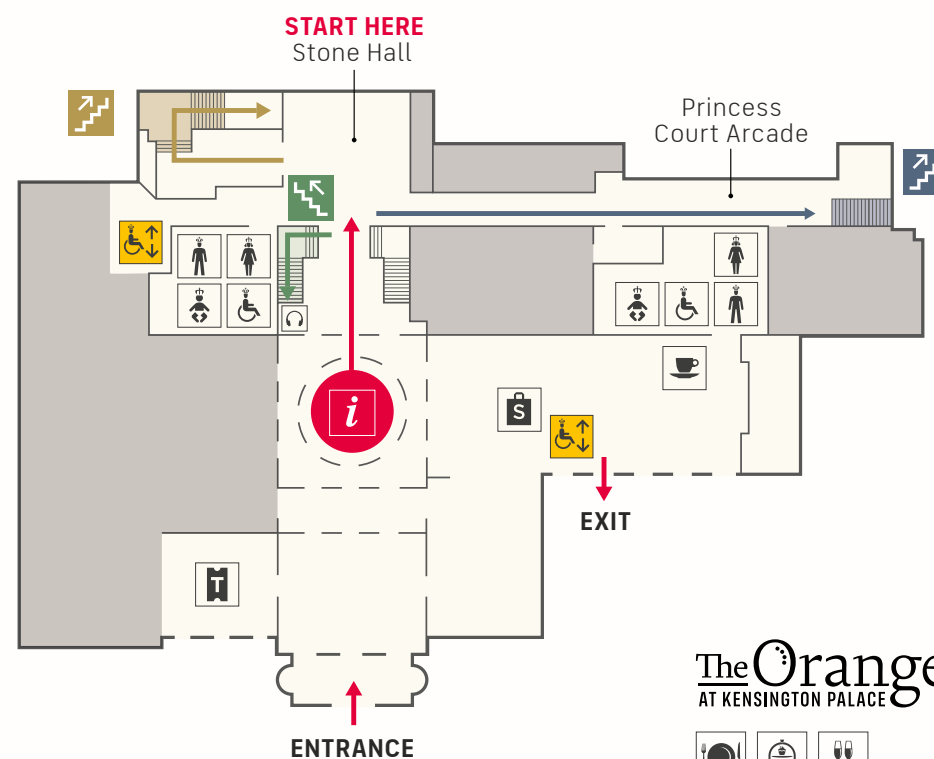 START HERE
Stone Hall
Princess
Court Arcade
i
S
EXIT
T
The Orange
AT KENSINGTON PALACE
ENTRANCE